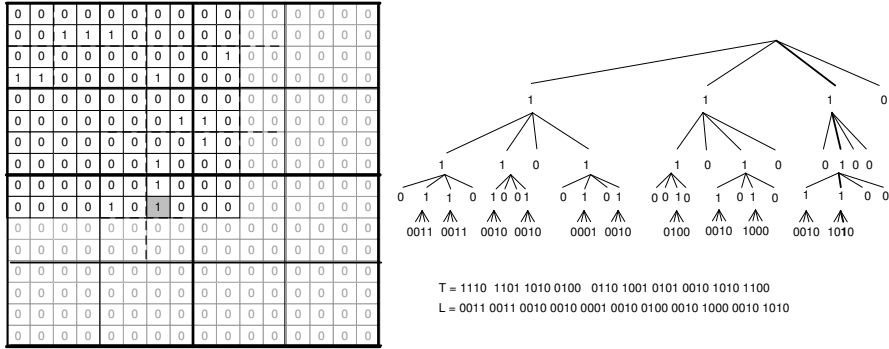 0 0 0 0 0 0 0 0 0 0 0 0 0 0 0 0
0 0 1 1 1 0 0 0 0 0 0 0 0 0 0 0
0 0 0 0 0 0 0 0 0 1 0 0 0 0 0 0
1 1 0 0 0 0 1 0 0 0 0 0 0 0 0 0
0 0 0 0 0 0 0 0 0 0 0 0 0 0 0 0
0 0 0 0 0 0 0 1 1 0 0 0 0 0 0 0
0 0 0 0 0 0 0 0 1 0 0 0 0 0 0 0
0 0 0 0 0 0 1 0 0 0 0 0 0 0 0 0
0 0 0 0 0 0 1 0 0 0 0 0 0 0 0 0
0 0 0 0 1 0 1 0 0 0 0 0 0 0 0 0
0 0 0 0 0 0 0 0 0 0 0 0 0 0 0 0
0 0 0 0 0 0 0 0 0 0 0 0 0 0 0 0
0 0 0 0 0 0 0 0 0 0 0 0 0 0 0 0
0 0 0 0 0 0 0 0 0 0 0 0 0 0 0 0
0 0 0 0 0 0 0 0 0 0 0 0 0 0 0 0
0 0 0 0 0 0 0 0 0 0 0 0 0 0 0 0
1 1 1 0
1 1 0 1 1 0 1 0 0 1 0 0
0 1 1 0 1 0 0 1 0 1 0 1 0 0 1 0 1 0 1 0 1 1 0 0
0011 0011 0010 0010 0001 0010 0100 0010 1000 0010 1010
T = 1110 1101 1010 0100 0110 1001 0101 0010 1010 1100
L = 0011 0011 0010 0010 0001 0010 0100 0010 1000 0010 1010